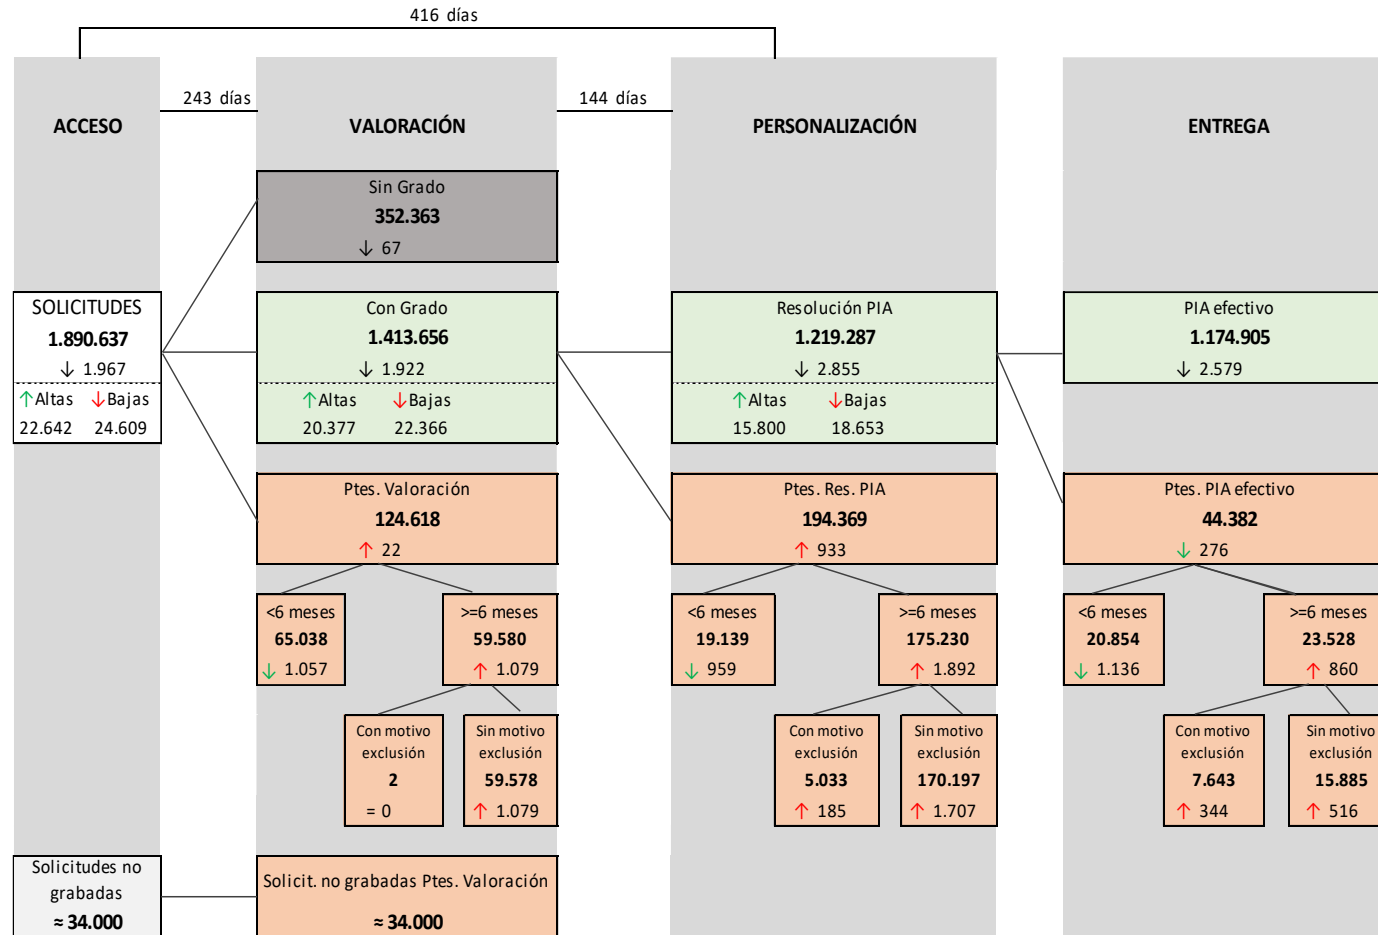 416 días
243 días
144 días
ACCESO
VALORACIÓN
PERSONALIZACIÓN
ENTREGA
Sin Grado
352.363
↓ 67
SOLICITUDES
1.890.637
↓ 1.967
↑Altas ↓Bajas
22.642 24.609
Con Grado
1.413.656
↓ 1.922
↑Altas ↓Bajas
20.377 22.366
Resolución PIA
1.219.287
↓ 2.855
↑Altas ↓Bajas
15.800 18.653
PIA efectivo
1.174.905
↓ 2.579
Ptes. Valoración
124.618
↑ 22
Ptes. Res. PIA
194.369
↑ 933
Ptes. PIA efectivo
44.382
↓ 276
<6 meses
65.038
↓ 1.057
>=6 meses
59.580
↑ 1.079
<6 meses
19.139
↓ 959
>=6 meses
175.230
↑ 1.892
<6 meses
20.854
↓ 1.136
>=6 meses
23.528
↑ 860
Con motivo
exclusión
2
= 0
Sin motivo
exclusión
59.578
↑ 1.079
Con motivo
exclusión
5.033
↑ 185
Sin motivo
exclusión
170.197
↑ 1.707
Con motivo
exclusión
7.643
↑ 344
Sin motivo
exclusión
15.885
↑ 516
Solicitudes no
grabadas
≈ 34.000
Solicit. no grabadas Ptes. Valoración
≈ 34.000